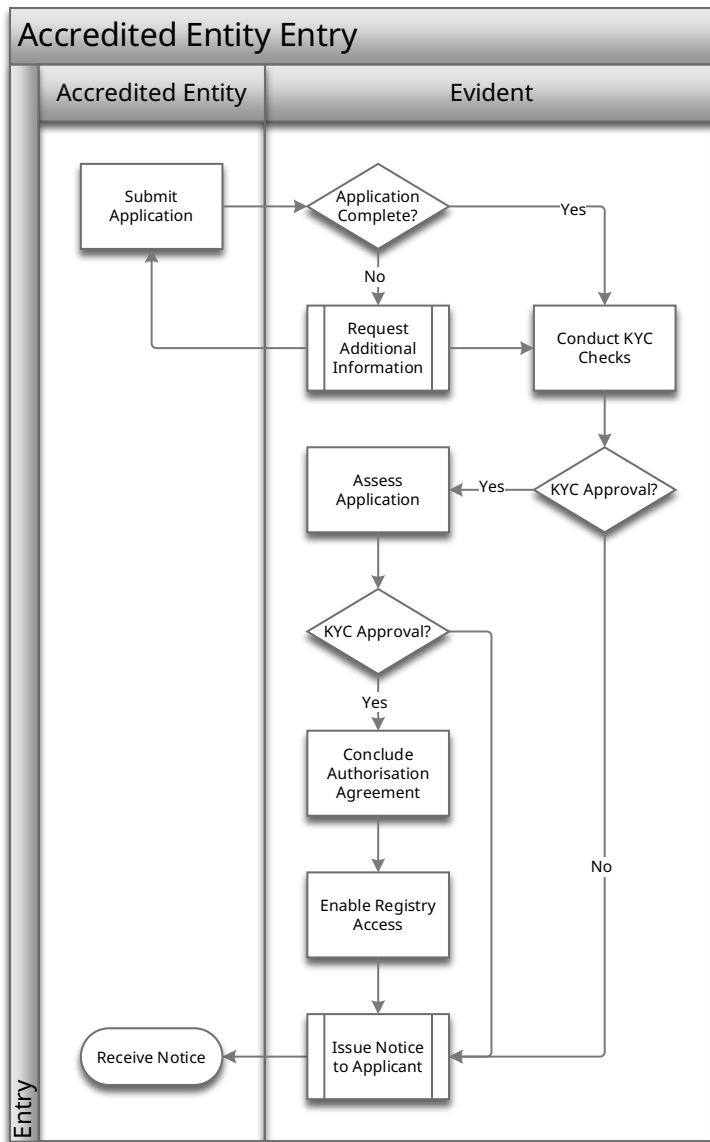 Accredited Entity Entry
Accredited Entity
Evident
Submit
Application
Application
Complete?
Yes
No
Request
Additional
Information
Conduct KYC
Checks
Assess
Application
Yes
KYC Approval?
KYC Approval?
Yes
Conclude
Authorisation
Agreement
No
Enable Registry
Access
Receive Notice
Issue Notice
to Applicant
Entry